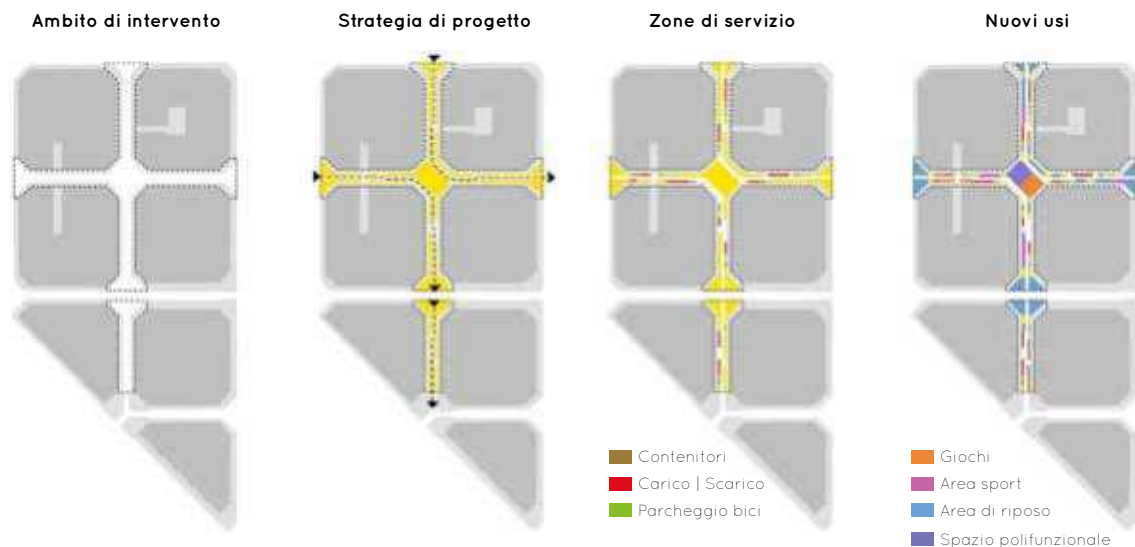 Ambito di intervento
Strategia di progetto
Zone di servizio
Nuovi usi
Contenitori
Carico | Scarico
Parcheggio bici
Giochi
Area sport
Area di riposo
Spazio polifunzionale